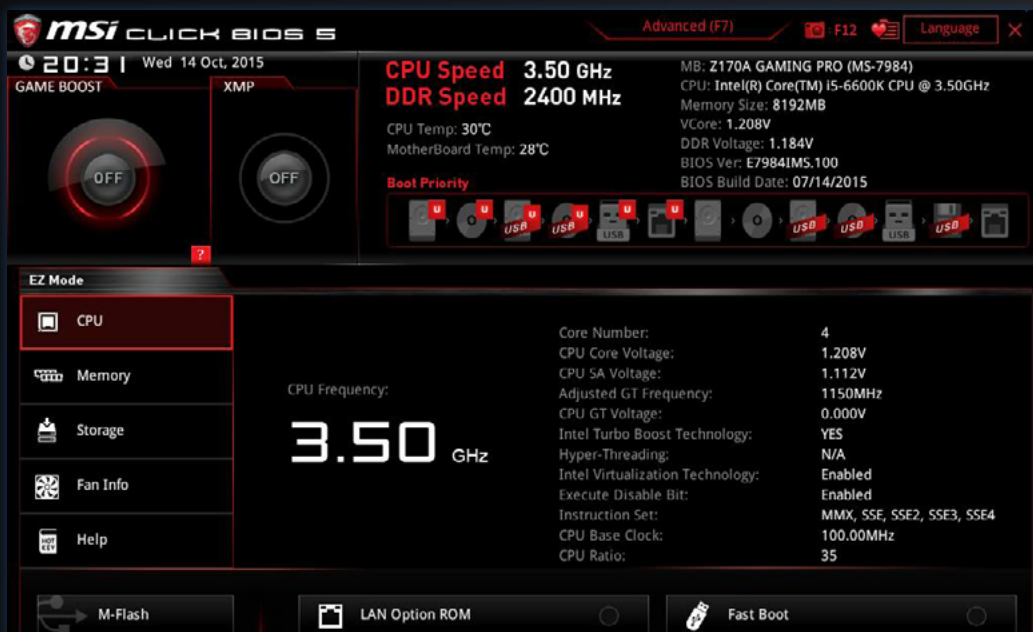 msi CLICK BIOS 5
Advanced (F7)
: F12
Language
20:31 Wed 14 Oct, 2015
GAME BOOST
XMP
OFF
OFF
?
CPU Speed 3.50 GHz
DDR Speed 2400 MHz
CPU Temp: 30°C
MotherBoard Temp: 28°C
MB: Z170A GAMING PRO (MS-7984)
CPU: Intel(R) Core(TM) i5-6600K CPU @ 3.50GHz
Memory Size: 8192MB
VCore: 1.208V
DDR Voltage: 1.184V
BIOS Ver: E7984IMS.100
BIOS Build Date: 07/14/2015
Boot Priority
U U USB U USB U U USB U USB USB USB USB
EZ Mode
CPU
Memory
Storage
Fan Info
HOT KEY Help
CPU Frequency:
3.50 GHz
Core Number: 4
CPU Core Voltage: 1.208V
CPU SA Voltage: 1.112V
Adjusted GT Frequency: 1150MHz
CPU GT Voltage: 0.000V
Intel Turbo Boost Technology: YES
Hyper-Threading: N/A
Intel Virtualization Technology: Enabled
Execute Disable Bit: Enabled
Instruction Set: MMX, SSE, SSE2, SSE3, SSE4
CPU Base Clock: 100.00MHz
CPU Ratio: 35
M-Flash
LAN Option ROM
Fast Boot